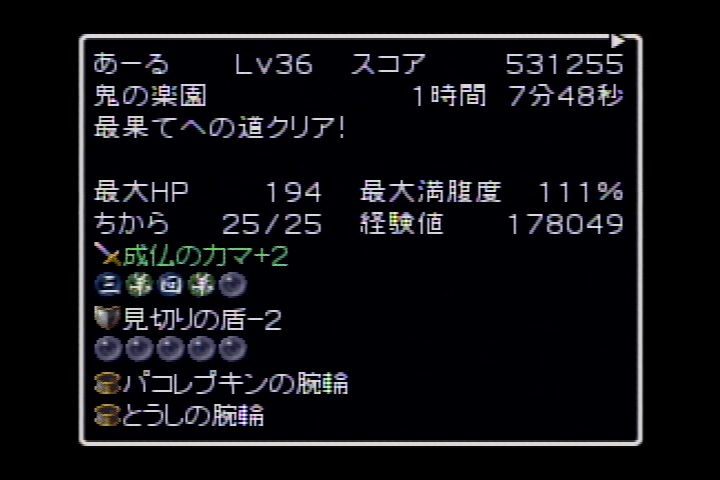 あーる Lv36 スコア 531255
鬼の楽園 1時間 7分48秒
最果てへの道クリア!
最大HP 194 最大満腹度 111%
ちから 25/25 経験値 178049
成仏のカマ+2
三 回
見切りの盾-2
パコレプキンの腕輪
とうしの腕輪